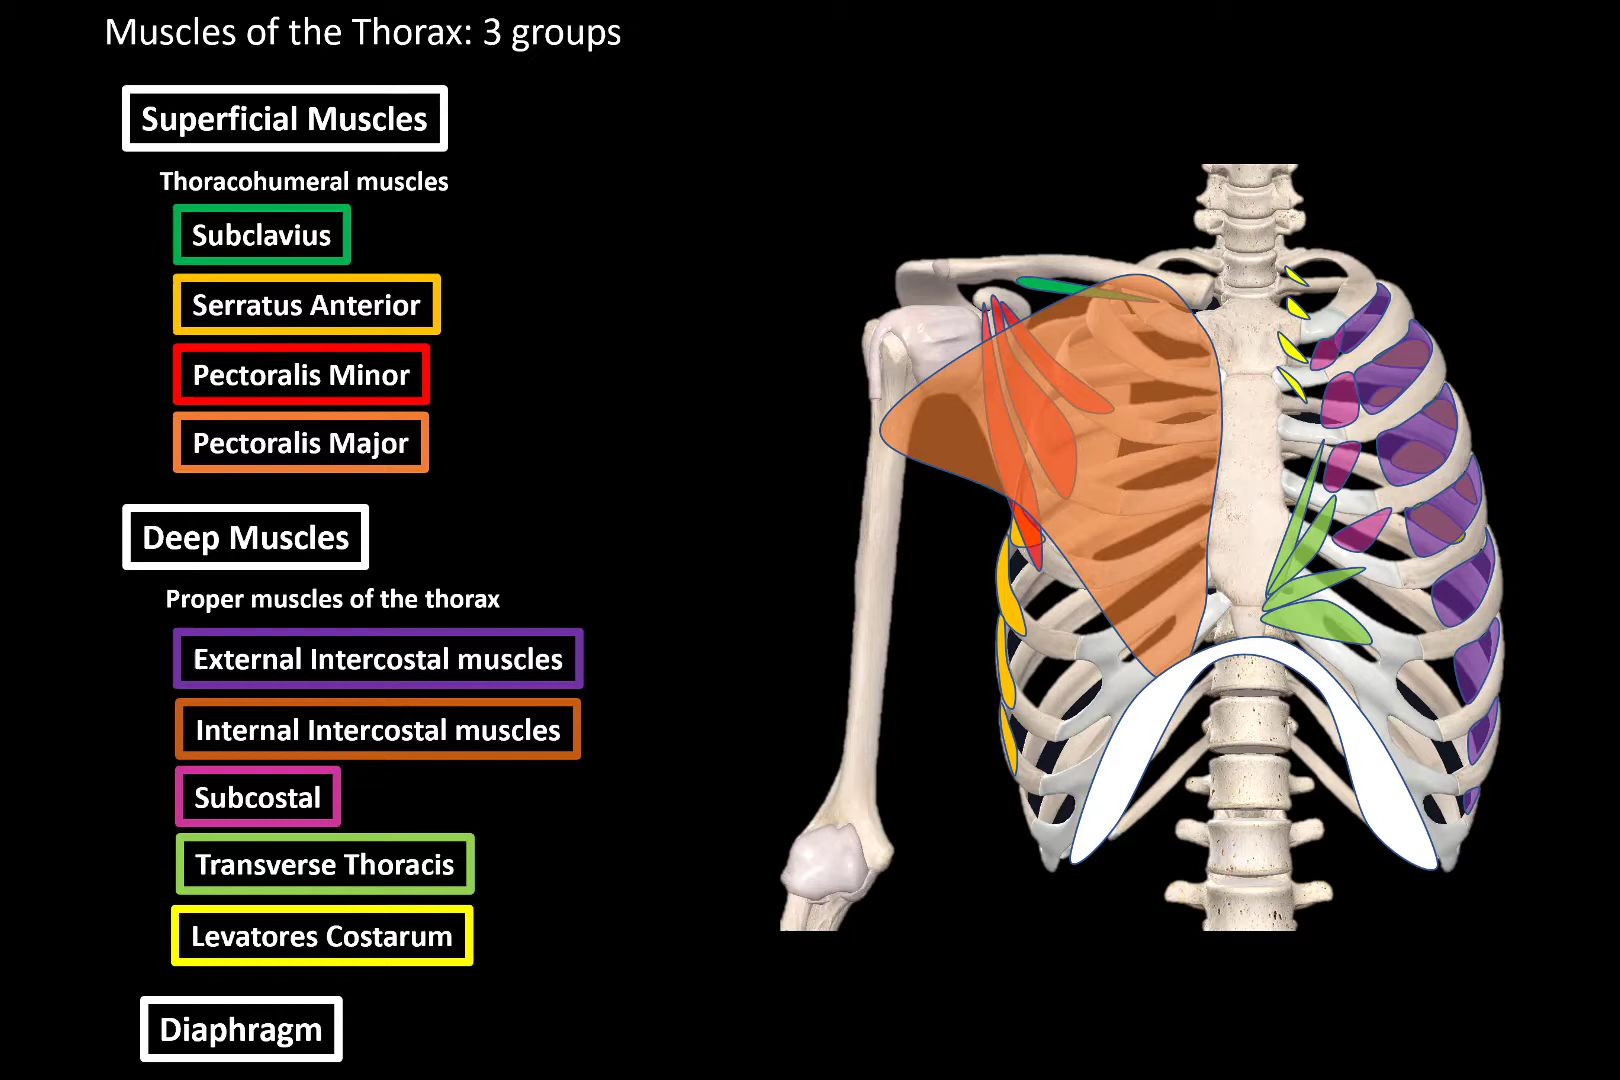 Muscles of the Thorax: 3 groups
Superficial Muscles
Thoracohumeral muscles
Subclavius
Serratus Anterior
Pectoralis Minor
Pectoralis Major
Deep Muscles
Proper muscles of the thorax
External Intercostal muscles
Internal Intercostal muscles
Subcostal
Transverse Thoracis
Levatores Costarum
Diaphragm